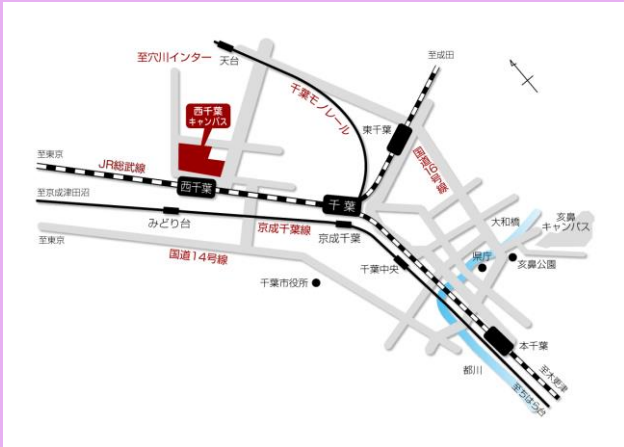 至成田
至穴川インター
天台
千葉モノレール
西千葉
キャンパス
東千葉
国道16号線
至東京
JR総武線
西千葉
千葉
至京成津田沼
みどり台
京成千葉線
京成千葉
大和橋
亥鼻
キャンパス
至東京
国道14号線
千葉中央
県庁
亥鼻公園
千葉市役所
本千葉
都川
至木更津
至ちはら台